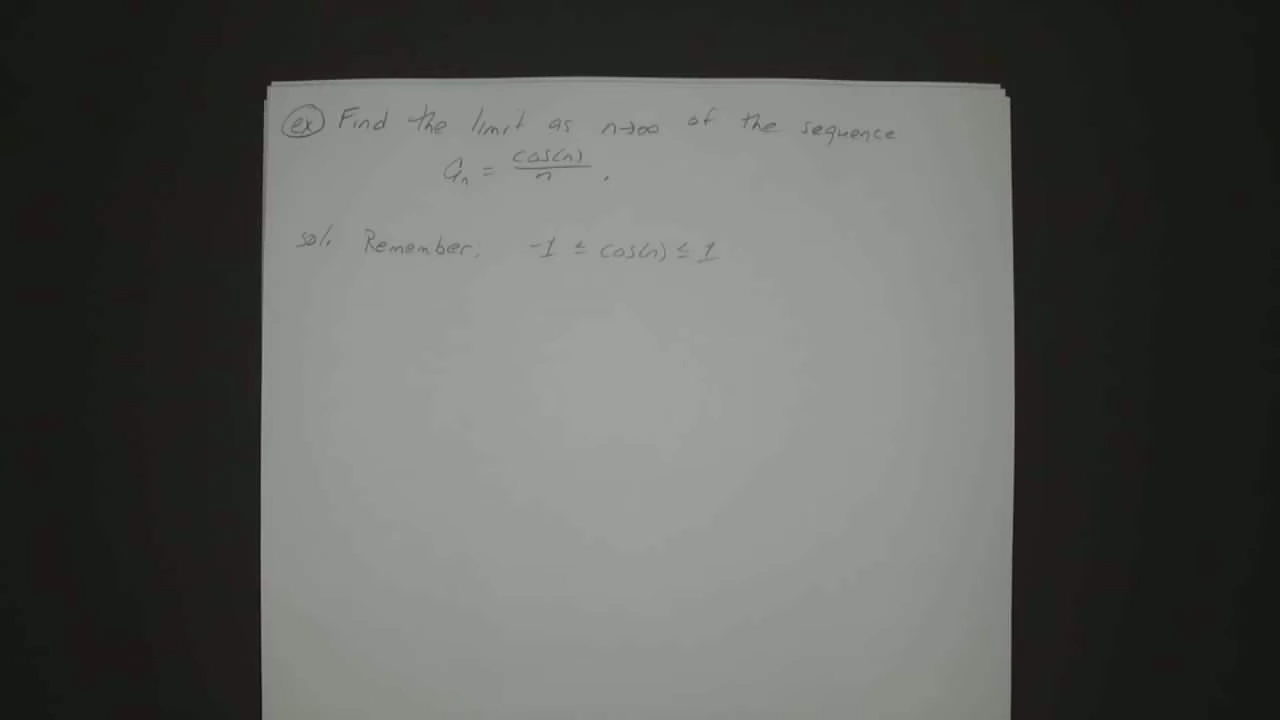 ex Find the limit as n→∞ of the sequence
aₙ = cos(n)/n .
sol/. Remember: -1 ≤ cos(n) ≤ 1